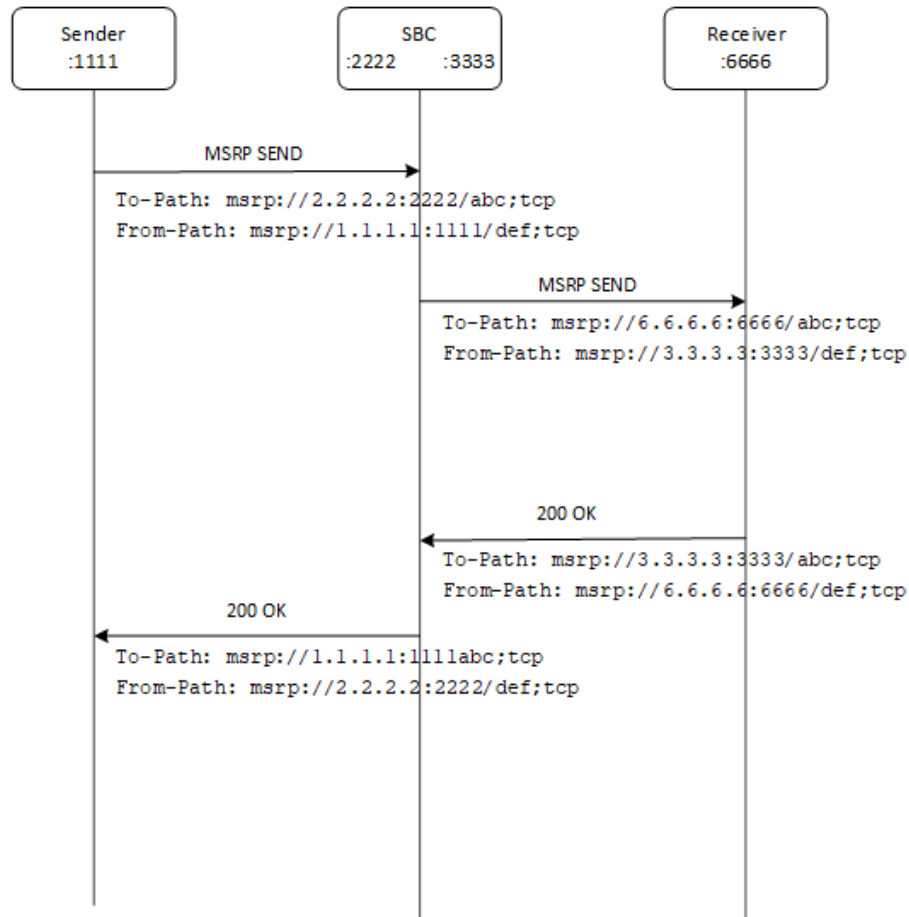 Sender
:1111
SBC
:2222 :3333
Receiver
:6666
MSRP SEND
To-Path: msrp://2.2.2.2:2222/abc;tcp
From-Path: msrp://1.1.1.1:1111/def;tcp
MSRP SEND
To-Path: msrp://6.6.6.6:6666/abc;tcp
From-Path: msrp://3.3.3.3:3333/def;tcp
200 OK
To-Path: msrp://3.3.3.3:3333/abc;tcp
From-Path: msrp://6.6.6.6:6666/def;tcp
200 OK
To-Path: msrp://1.1.1.1:1111abc;tcp
From-Path: msrp://2.2.2.2:2222/def;tcp